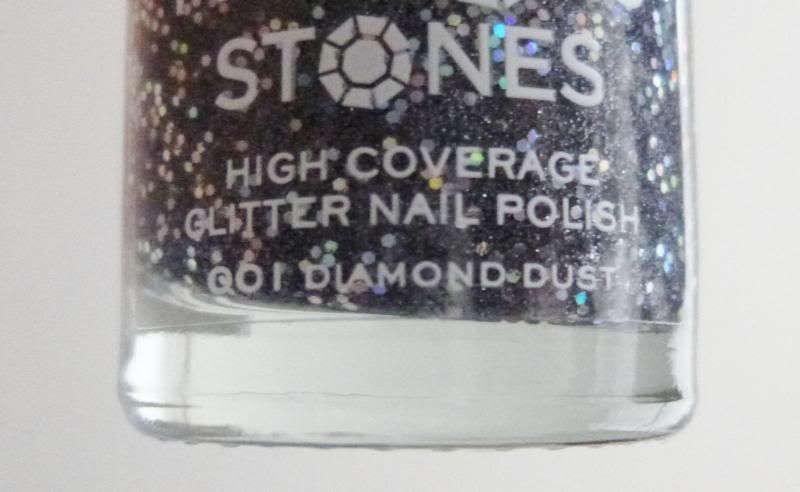 STONES
HIGH COVERAGE
GLITTER NAIL POLISH
001 DIAMOND DUST